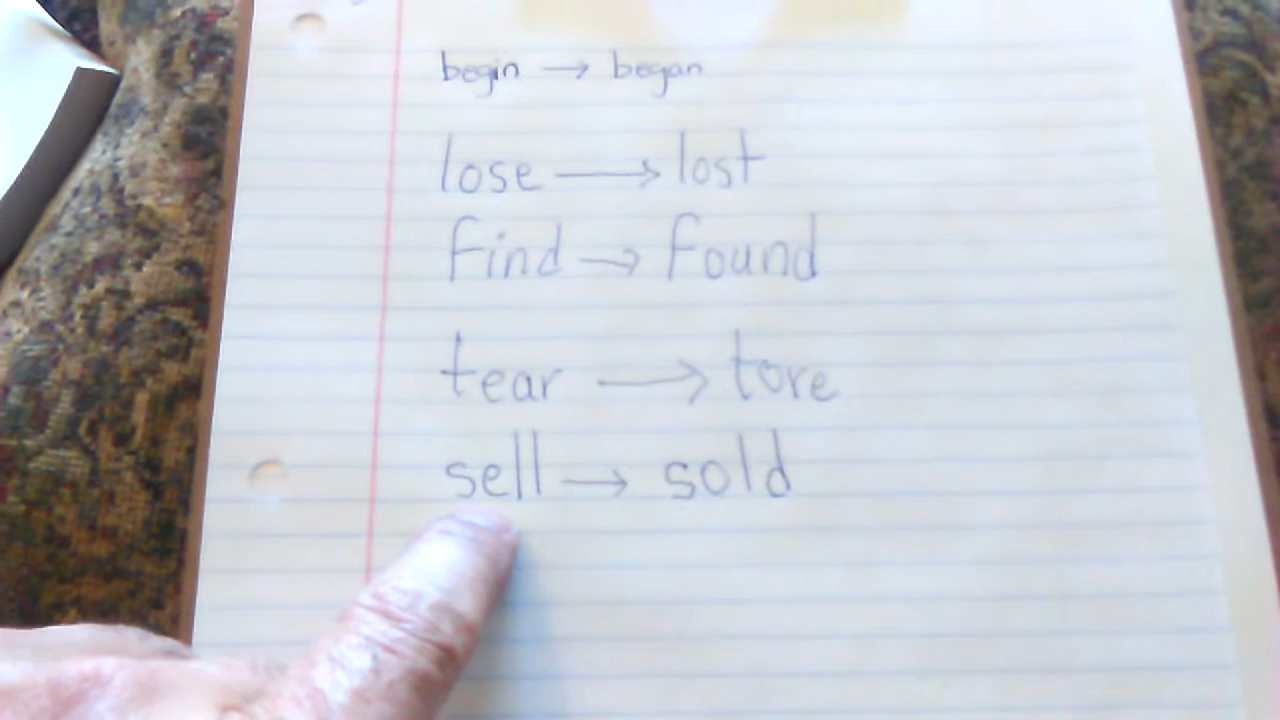 begin → began
lose → lost
find → found
tear → tore
sell → sold